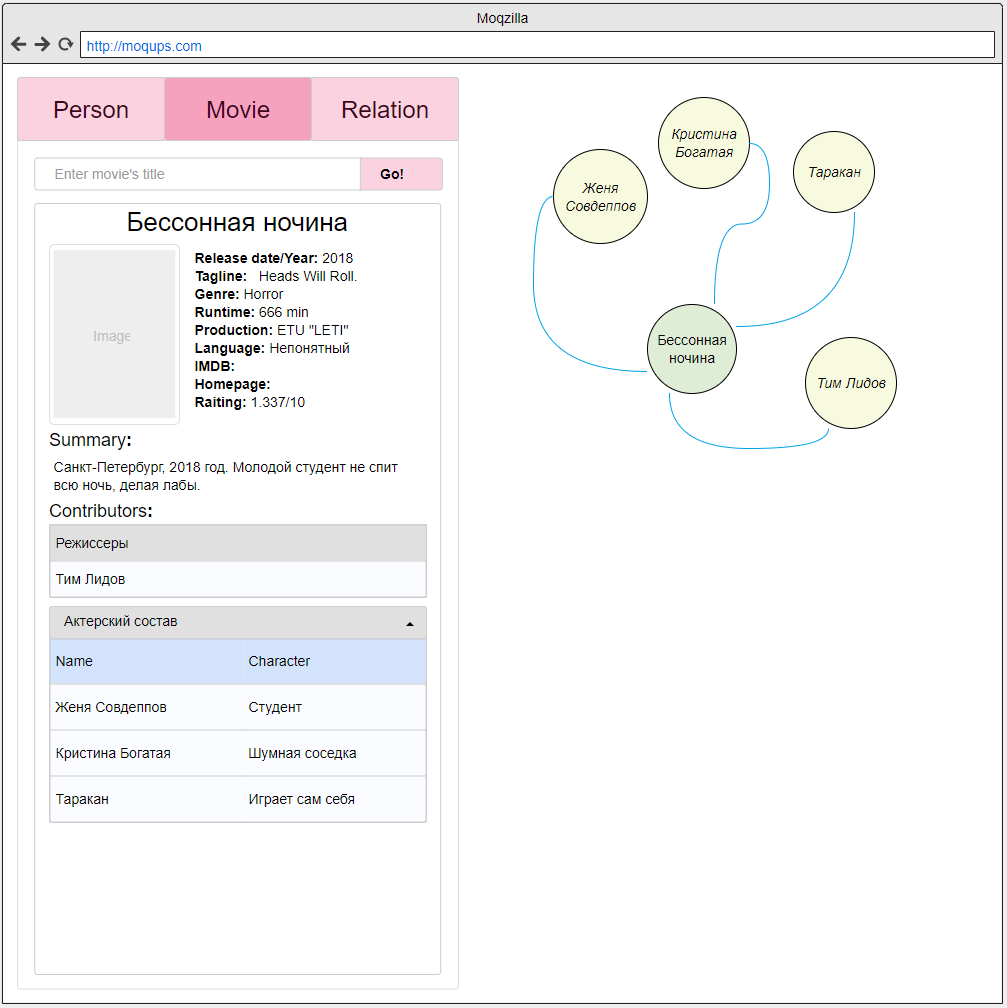 Moqzilla
http://moqups.com
Person
Movie
Relation
Enter movie's title
Go!
Бессонная ночина
Image
Release date/Year: 2018
Tagline: Heads Will Roll.
Genre: Horror
Runtime: 666 min
Production: ETU "LETI"
Language: Непонятный
IMDB:
Homepage:
Raiting: 1.337/10
Summary:
Санкт-Петербург, 2018 год. Молодой студент не спит
всю ночь, делая лабы.
Contributors:
Режиссеры
Тим Лидов
Актерский состав
Name Character
Женя Совдеппов Студент
Кристина Богатая Шумная соседка
Таракан Играет сам себя
Кристина
Богатая
Таракан
Женя
Совдеппов
Бессонная
ночина
Тим Лидов